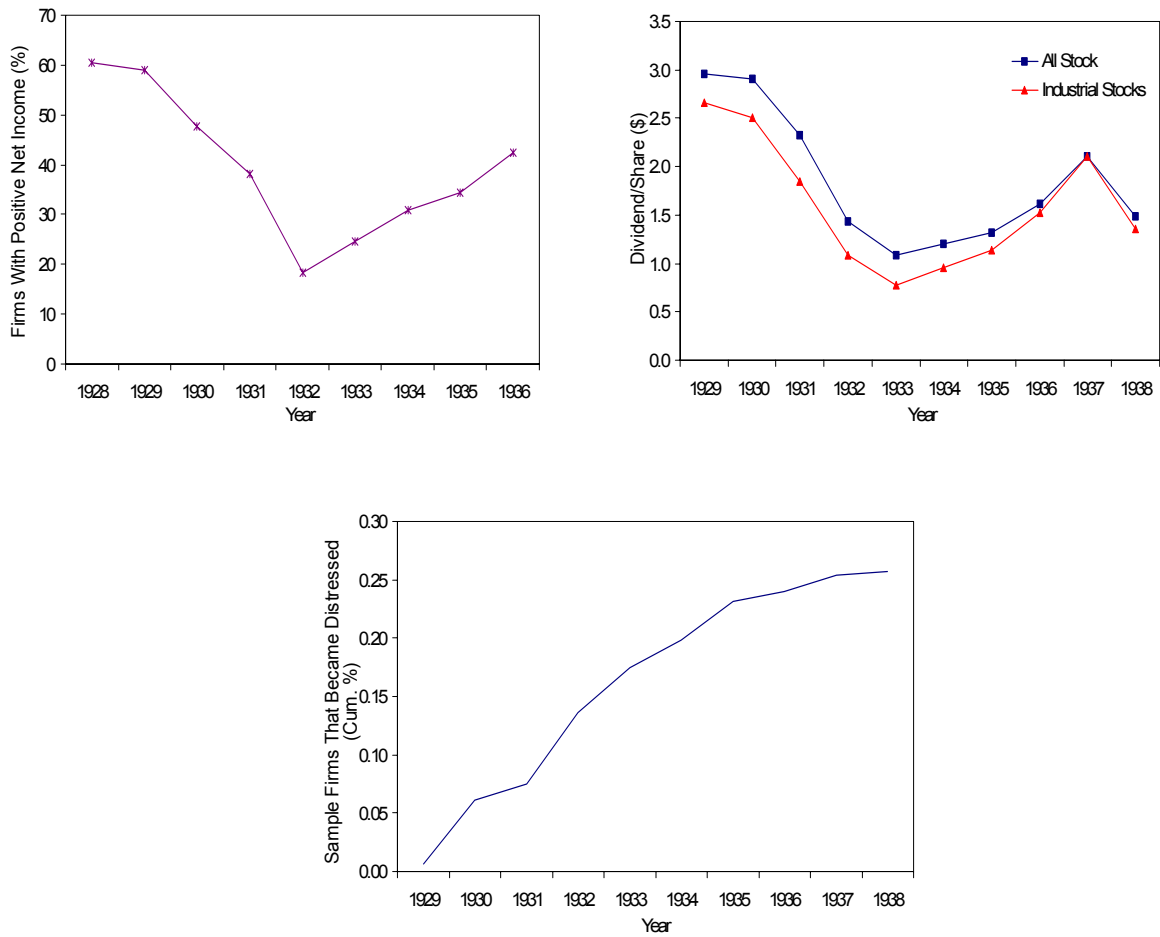 Firms With Positive Net Income (%)
70
60
50
40
30
20
10
0
1928 1929 1930 1931 1932 1933 1934 1935 1936
Year
Dividend/Share ($)
3.5
3.0
2.5
2.0
1.5
1.0
0.5
0.0
All Stock
Industrial Stocks
1929 1930 1931 1932 1933 1934 1935 1936 1937 1938
Year
Sample Firms That Became Distressed
(Cum. %)
0.30
0.25
0.20
0.15
0.10
0.05
0.00
1929 1930 1931 1932 1933 1934 1935 1936 1937 1938
Year